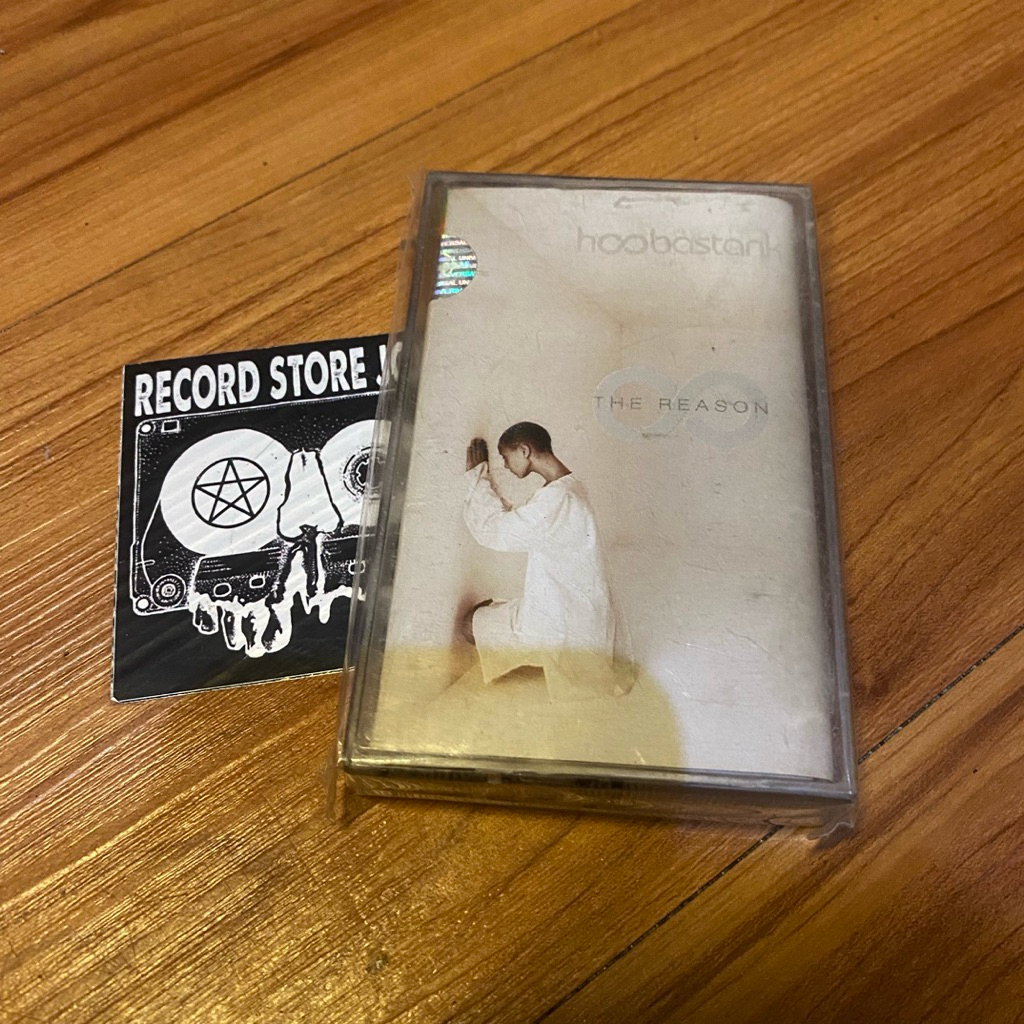 hoobastank
THE REASON
RECORD STORE